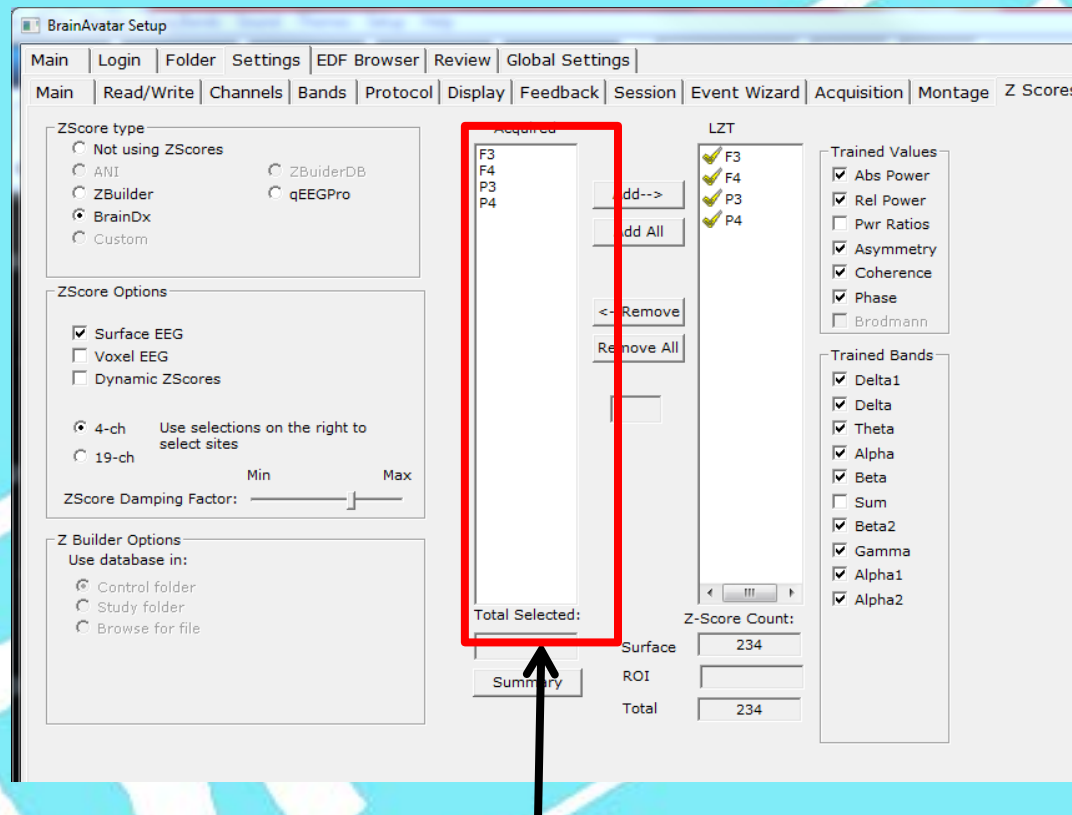 BrainAvatar Setup
Main Login Folder Settings EDF Browser Review Global Settings
Main Read/Write Channels Bands Protocol Display Feedback Session Event Wizard Acquisition Montage Z Scores
ZScore type
Not using ZScores
ANI ZBuiderDB
ZBuilder qEEGPro
BrainDx
Custom
ZScore Options
Surface EEG
Voxel EEG
Dynamic ZScores
4-ch Use selections on the right to
select sites
19-ch
Min Max
ZScore Damping Factor:
Z Builder Options
Use database in:
Control folder
Study folder
Browse for file
Acquired
F3
F4
P3
P4
Total Selected:
Summary
Add-->
Add All
<-Remove
Remove All
LZT
F3
F4
P3
P4
Z-Score Count:
Surface 234
ROI
Total 234
Trained Values
Abs Power
Rel Power
Pwr Ratios
Asymmetry
Coherence
Phase
Brodmann
Trained Bands
Delta1
Delta
Theta
Alpha
Beta
Sum
Beta2
Gamma
Alpha1
Alpha2